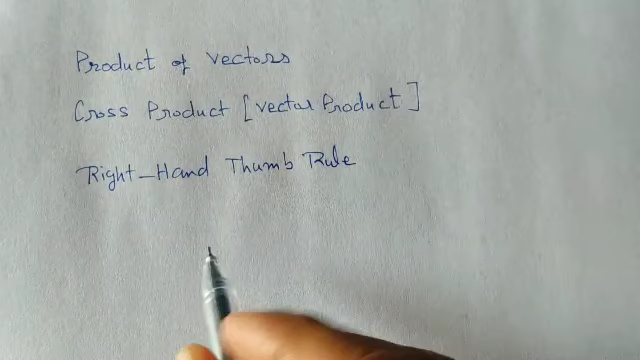 Product of vectors
Cross Product [vector Product]
Right-Hand Thumb Rule